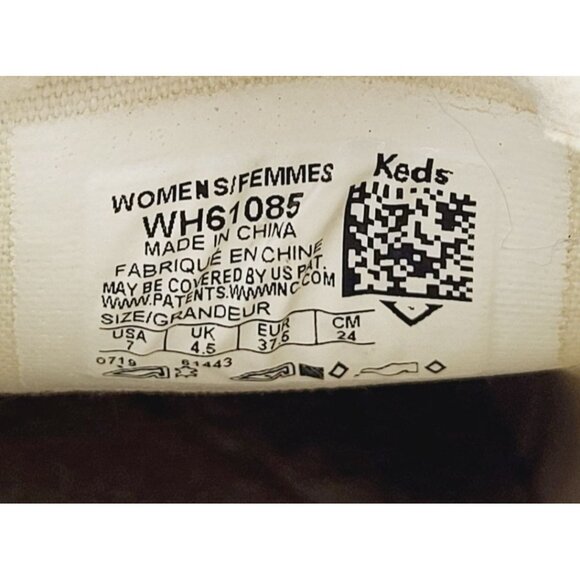 Keds
WOMENS/FEMMES
WH61085
MADE IN CHINA
FABRIQUÉ EN CHINE
MAY BE COVERED BY US PAT.
WWW.PATENTS.WWWINC.COM
SIZE/GRANDEUR
USA UK EUR CM
7 4.5 37.5 24
0719 61443